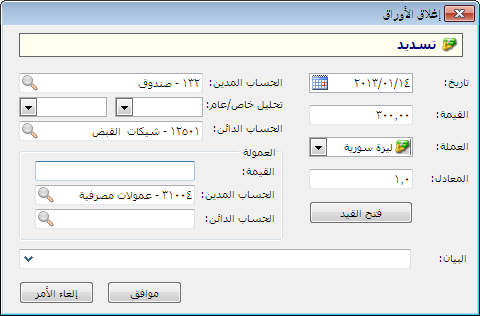 إغلاق الأوراق
تسديد
تاريخ: ٢٠١٣/٠١/١٤
القيمة: ٣٠٠,٠٠
العملة: ليرة سورية
المعادل: ١,٠
فتح القيد
الحساب المدين: ١٣٢ - صندوق
تحليل خاص/عام:
الحساب الدائن: ١٢٥٠١ - شيكات القبض
العمولة
القيمة:
الحساب المدين: ٣١٠٠٤ - عمولات مصرفية
الحساب الدائن:
البيان:
موافق
إلغاء الأمر